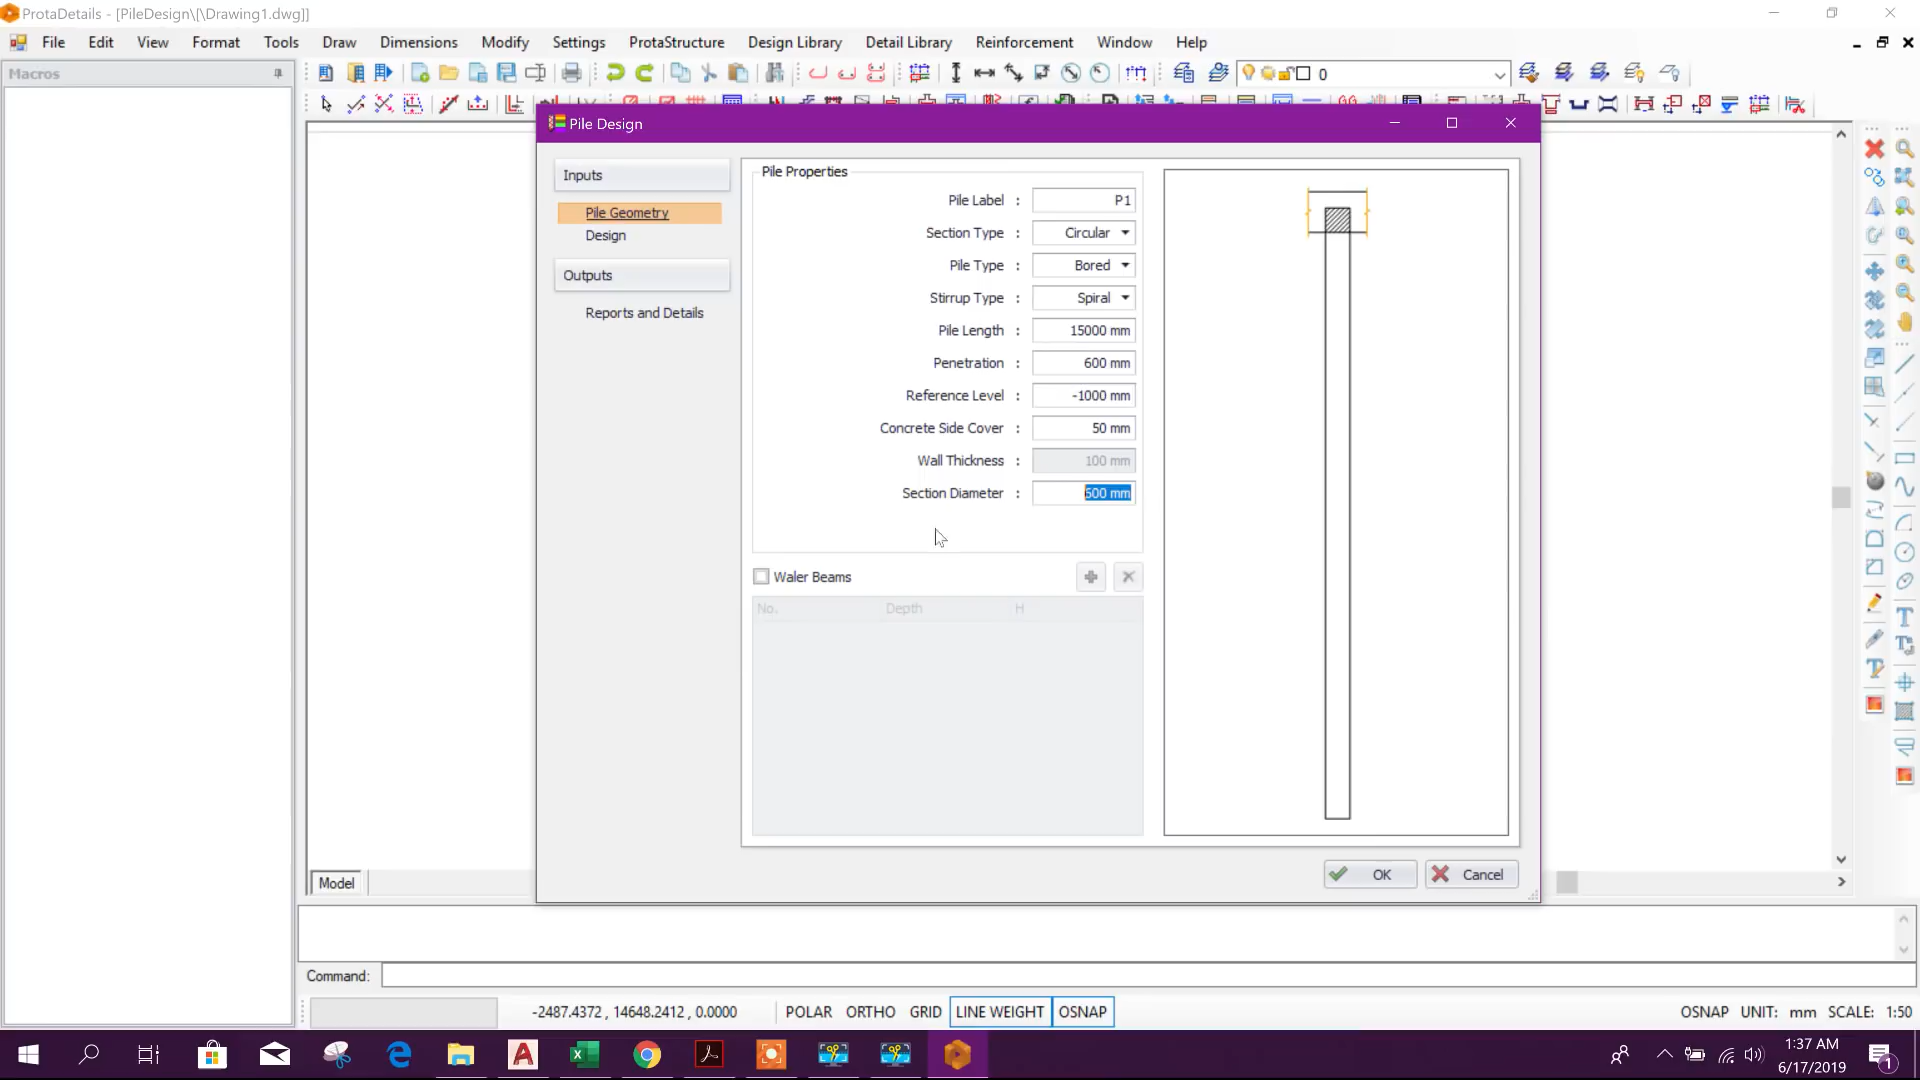 ProtaDetails - [PileDesign\[\Drawing1.dwg]]
File Edit View Format Tools Draw Dimensions Modify Settings ProtaStructure Design Library Detail Library Reinforcement Window Help
Macros
0
Pile Design
Inputs
Pile Geometry
Design
Outputs
Reports and Details
Pile Properties
Pile Label : P1
Section Type : Circular
Pile Type : Bored
Stirrup Type : Spiral
Pile Length : 15000 mm
Penetration : 600 mm
Reference Level : -1000 mm
Concrete Side Cover : 50 mm
Wall Thickness : 100 mm
Section Diameter : 600 mm
Waler Beams
No. Depth H
OK Cancel
Model
Command:
-2487.4372 , 14648.2412 , 0.0000 POLAR ORTHO GRID LINE WEIGHT OSNAP OSNAP UNIT: mm SCALE: 1:50
1:37 AM
6/17/2019
1